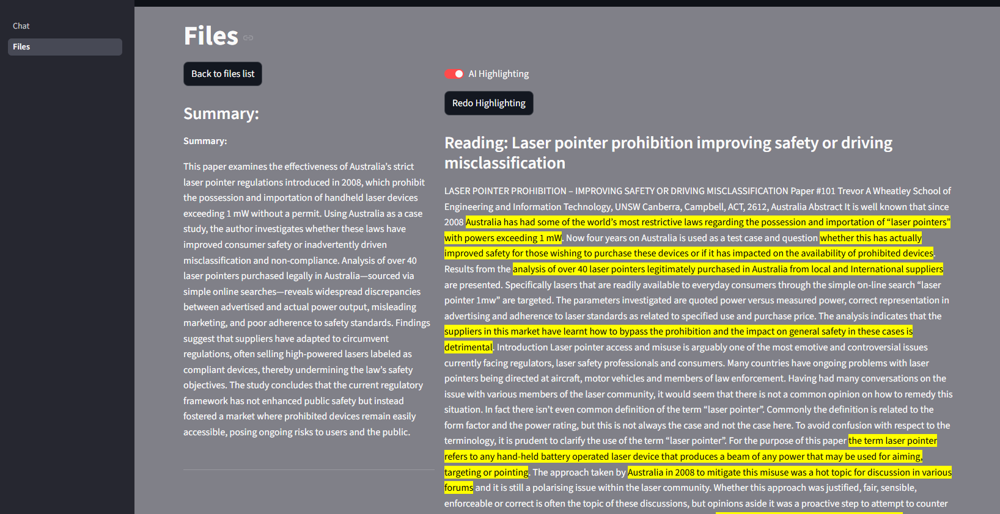 Chat
Files
Files
Back to files list
Summary:
Summary:
This paper examines the effectiveness of Australia’s strict
laser pointer regulations introduced in 2008, which prohibit
the possession and importation of handheld laser devices
exceeding 1 mW without a permit. Using Australia as a case
study, the author investigates whether these laws have
improved consumer safety or inadvertently driven
misclassification and non-compliance. Analysis of over 40
laser pointers purchased legally in Australia—sourced via
simple online searches—reveals widespread discrepancies
between advertised and actual power output, misleading
marketing, and poor adherence to safety standards. Findings
suggest that suppliers have adapted to circumvent
regulations, often selling high-powered lasers labeled as
compliant devices, thereby undermining the law’s safety
objectives. The study concludes that the current regulatory
framework has not enhanced public safety but instead
fostered a market where prohibited devices remain easily
accessible, posing ongoing risks to users and the public.
AI Highlighting
Redo Highlighting
Reading: Laser pointer prohibition improving safety or driving
misclassification
LASER POINTER PROHIBITION – IMPROVING SAFETY OR DRIVING MISCLASSIFICATION Paper #101 Trevor A Wheatley School of
Engineering and Information Technology, UNSW Canberra, Campbell, ACT, 2612, Australia Abstract It is well known that since
2008 Australia has had some of the world’s most restrictive laws regarding the possession and importation of “laser pointers”
with powers exceeding 1 mW. Now four years on Australia is used as a test case and question whether this has actually
improved safety for those wishing to purchase these devices or if it has impacted on the availability of prohibited devices.
Results from the analysis of over 40 laser pointers legitimately purchased in Australia from local and International suppliers
are presented. Specifically lasers that are readily available to everyday consumers through the simple on-line search “laser
pointer 1mw” are targeted. The parameters investigated are quoted power versus measured power, correct representation in
advertising and adherence to laser standards as related to specified use and purchase price. The analysis indicates that the
suppliers in this market have learnt how to bypass the prohibition and the impact on general safety in these cases is
detrimental. Introduction Laser pointer access and misuse is arguably one of the most emotive and controversial issues
currently facing regulators, laser safety professionals and consumers. Many countries have ongoing problems with laser
pointers being directed at aircraft, motor vehicles and members of law enforcement. Having had many conversations on the
issue with various members of the laser community, it would seem that there is not a common opinion on how to remedy this
situation. In fact there isn’t even common definition of the term “laser pointer”. Commonly the definition is related to the
form factor and the power rating, but this is not always the case and not the case here. To avoid confusion with respect to the
terminology, it is prudent to clarify the use of the term “laser pointer”. For the purpose of this paper the term laser pointer
refers to any hand-held battery operated laser device that produces a beam of any power that may be used for aiming,
targeting or pointing. The approach taken by Australia in 2008 to mitigate this misuse was a hot topic for discussion in various
forums and it is still a polarising issue within the laser community. Whether this approach was justified, fair, sensible,
enforceable or correct is often the topic of these discussions, but opinions aside it was a proactive step to attempt to counter